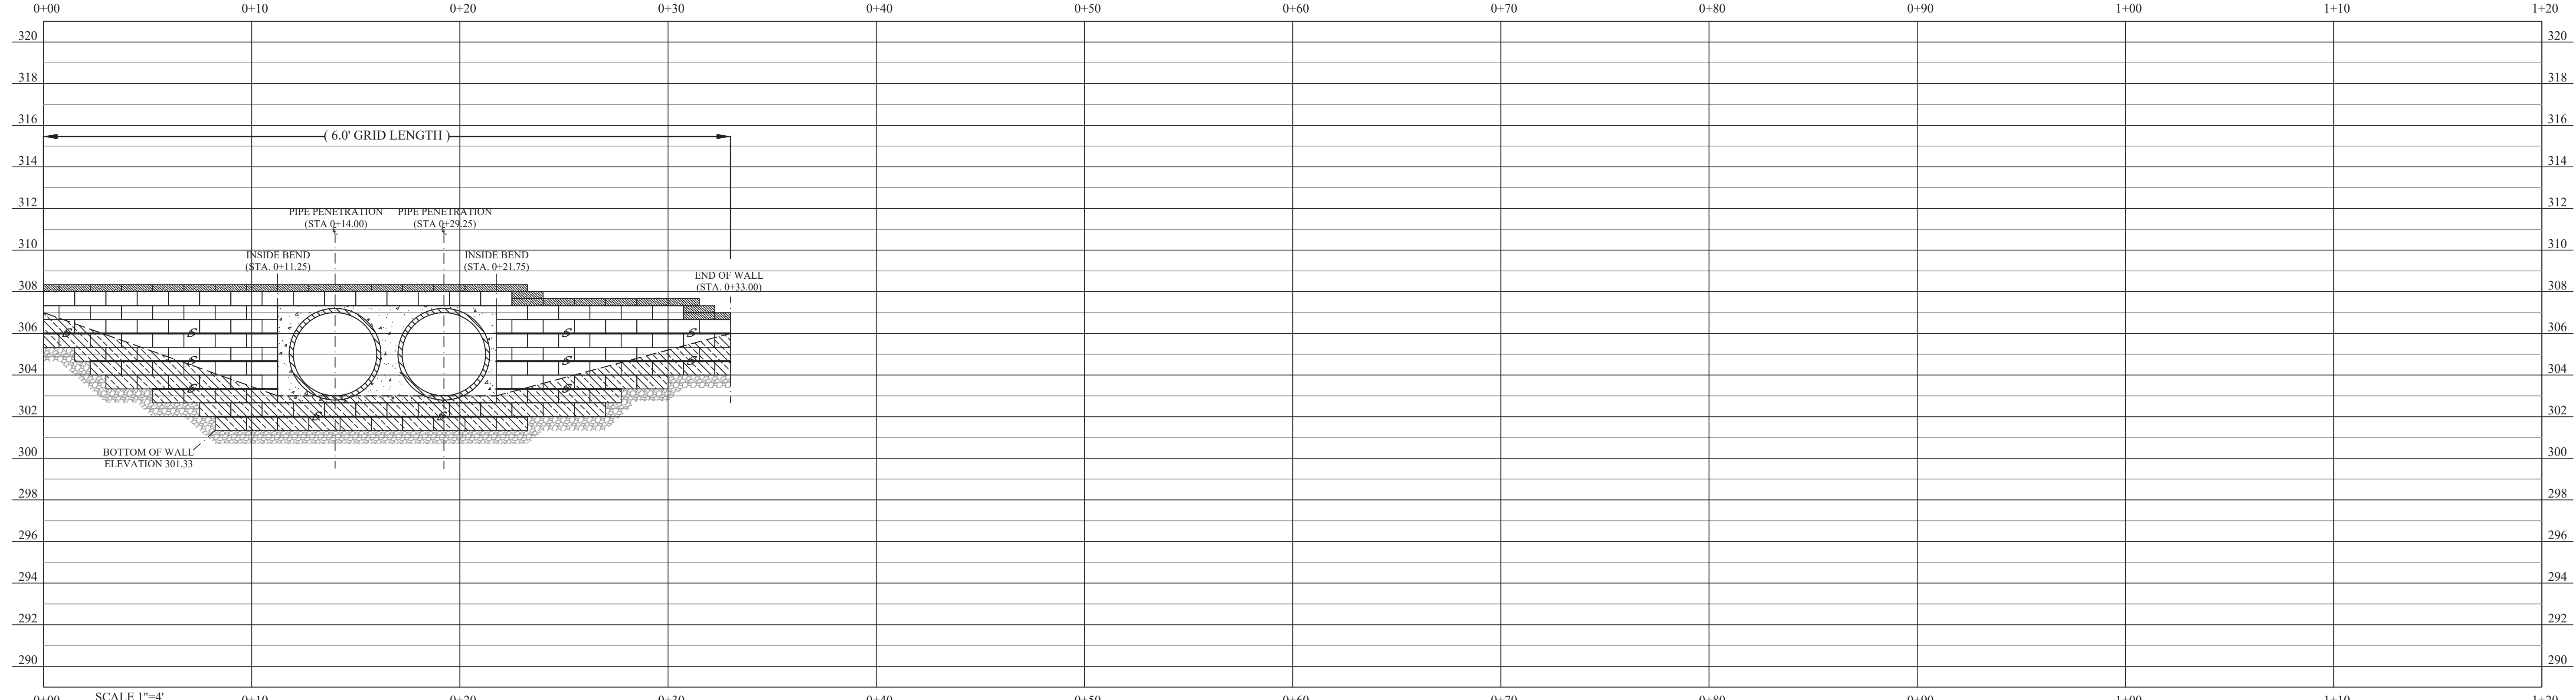 0+00 0+10 0+20 0+30 0+40 0+50 0+60 0+70 0+80 0+90 1+00 1+10 1+20
320 320
318 318
316 316
( 6.0' GRID LENGTH )
314 314
312 312
PIPE PENETRATION PIPE PENETRATION
(STA 0+14.00) (STA 0+29.25)
310 310
INSIDE BEND INSIDE BEND
(STA. 0+11.25) (STA. 0+21.75)
END OF WALL
(STA. 0+33.00)
308 308
306 306
304 304
302 302
BOTTOM OF WALL
ELEVATION 301.33
300 300
298 298
296 296
294 294
292 292
290 290
SCALE 1"=4'
0+00 0+10 0+20 0+30 0+40 0+50 0+60 0+70 0+80 0+90 1+00 1+10 1+20